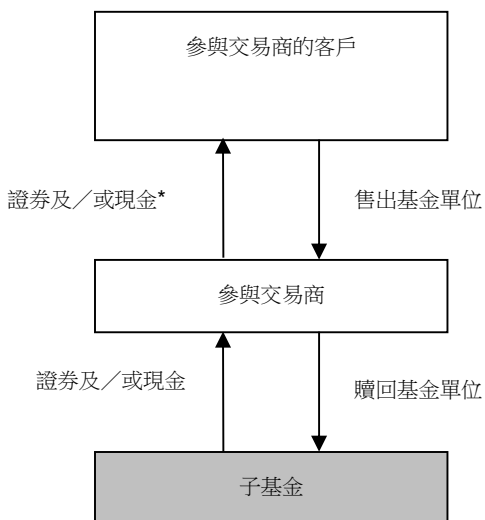 參與交易商的客戶
證券及／或現金*
售出基金單位
參與交易商
證券及／或現金
贖回基金單位
子基金